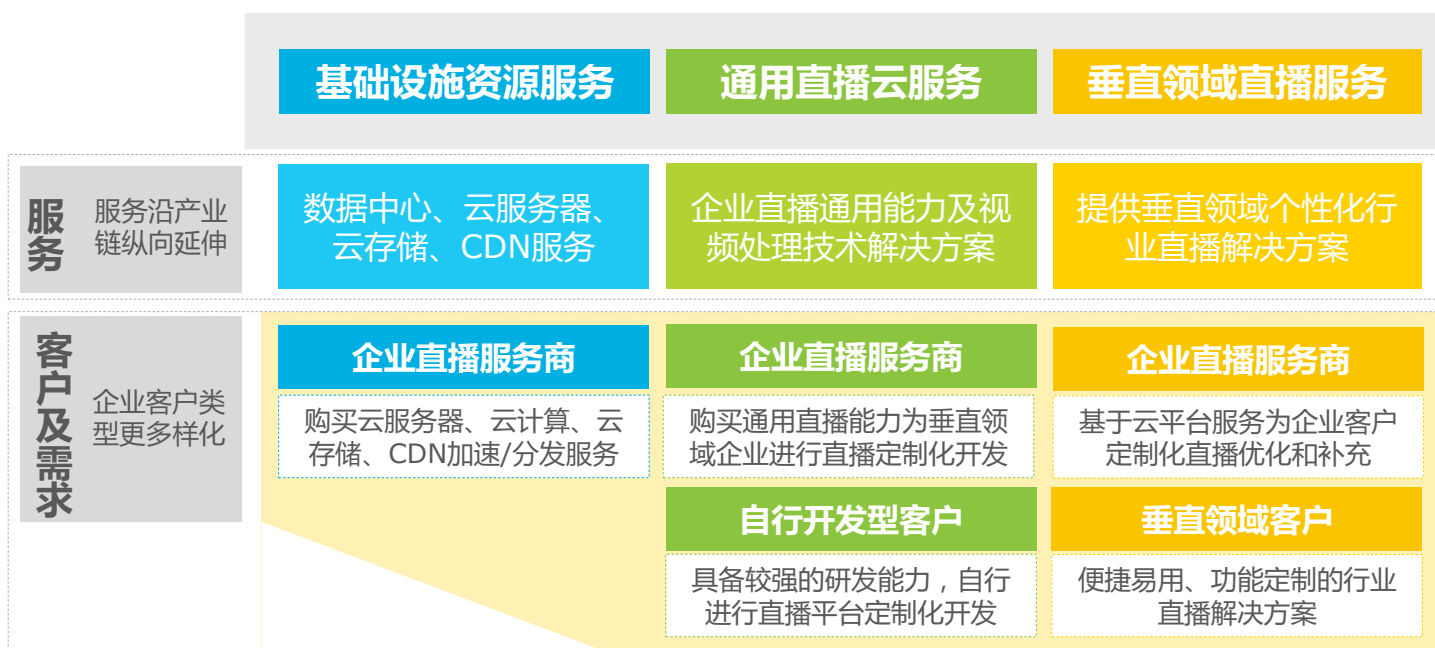 基础设施资源服务
通用直播云服务
垂直领域直播服务
服务
服务沿产业
链纵向延伸
数据中心、云服务器、
云存储、CDN服务
企业直播通用能力及视
频处理技术解决方案
提供垂直领域个性化行
业直播解决方案
客户及需求
企业客户类
型更多样化
企业直播服务商
购买云服务器、云计算、云
存储、CDN加速/分发服务
企业直播服务商
购买通用直播能力为垂直领
域企业进行直播定制化开发
企业直播服务商
基于云平台服务为企业客户
定制化直播优化和补充
自行开发型客户
具备较强的研发能力，自行
进行直播平台定制化开发
垂直领域客户
便捷易用、功能定制的行业
直播解决方案